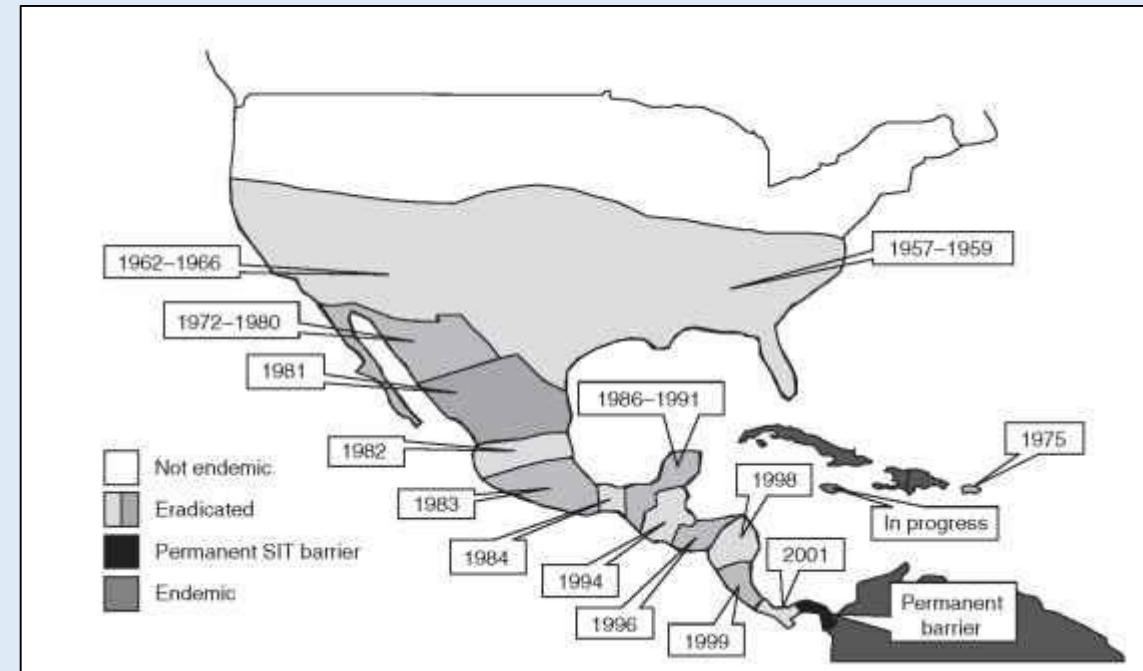 1962–1966
1957–1959
1972–1980
1981
1986–1991
1982
1975
1983
1998
In progress
1984
2001
1994
1996
1999
Permanent
barrier
Not endemic
Eradicated
Permanent SIT barrier
Endemic